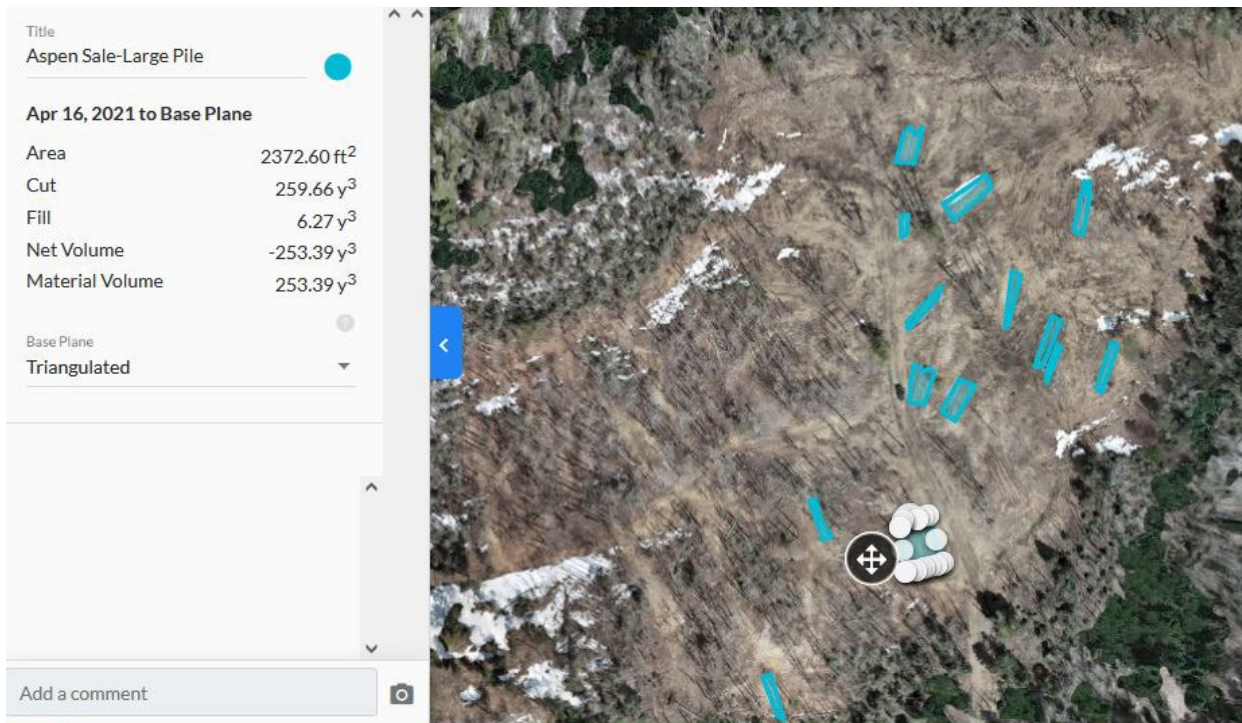 Title
Aspen Sale-Large Pile
Apr 16, 2021 to Base Plane
Area 2372.60 ft2
Cut 259.66 y3
Fill 6.27 y3
Net Volume -253.39 y3
Material Volume 253.39 y3
?
Base Plane
Triangulated
Add a comment